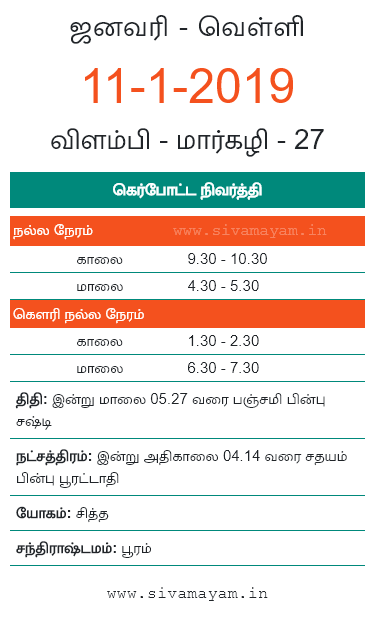 ஜனவரி - வெள்ளி
11-1-2019
விளம்பி - மார்கழி - 27
கெர்போட்ட நிவர்த்தி
நல்ல நேரம் www.sivamayam.in
காலை 9.30 - 10.30
மாலை 4.30 - 5.30
கௌரி நல்ல நேரம்
காலை 1.30 - 2.30
மாலை 6.30 - 7.30
திதி: இன்று மாலை 05.27 வரை பஞ்சமி பின்பு
சஷ்டி
நட்சத்திரம்: இன்று அதிகாலை 04.14 வரை சதயம்
பின்பு பூரட்டாதி
யோகம்: சித்த
சந்திராஷ்டமம்: பூரம்
www.sivamayam.in